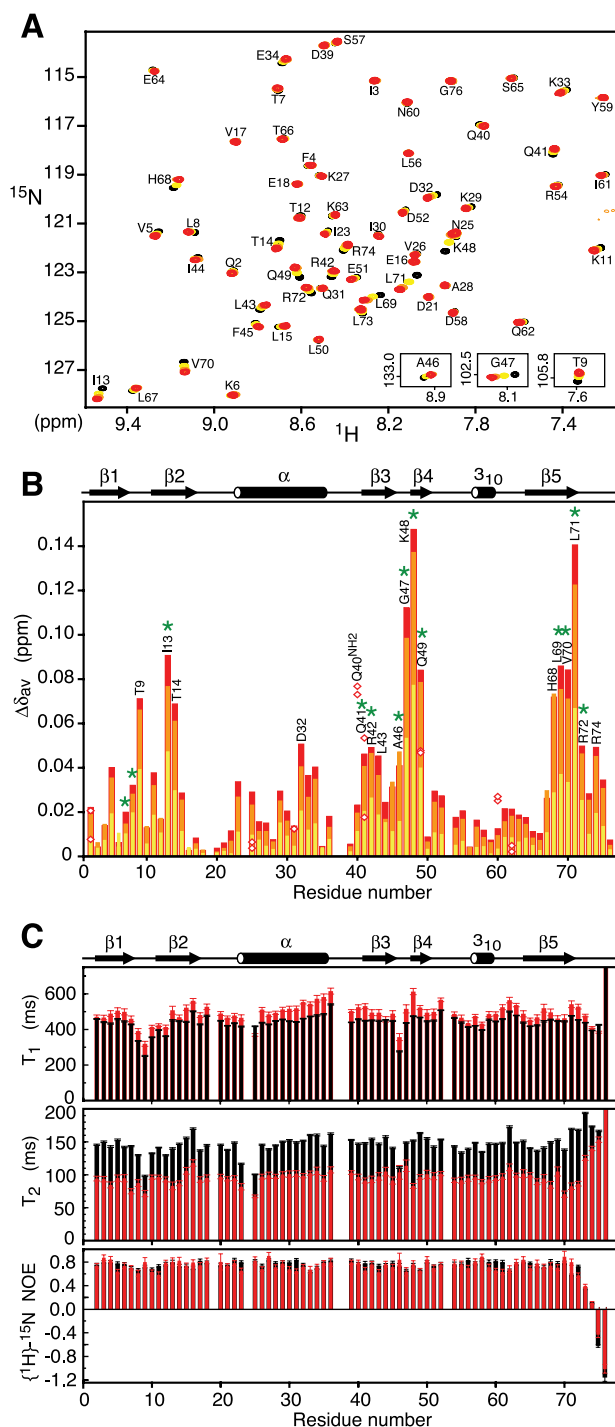 A
S57
E34
D39
E64
T7
I3
G76
S65
K33
Y59
N60
Q40
V17
T66
Q41
F4
L56
H68
E18
K27
D32
R54
I61
T12
K63
D52
K29
V5
L8
I23
I30
N25
T14
R74
V26
K48
K11
I44
Q2
Q49
R42
E51
E16
L71
A28
R72
Q31
L69
D21
L43
L73
D58
Q62
F45
L15
L50
V70
I13
L67
K6
A46
G47
T9
133.0
8.9
102.5
8.1
105.8
7.6
115
117
119
121
123
125
127
15N
(ppm)
9.4
9.0
8.6
8.2
7.8
7.4
1H
B
β1
β2
α
β3
β4
310
β5
Δδav (ppm)
0.14
0.12
0.10
0.08
0.06
0.04
0.02
0
T9
* *
I13 *
T14
D32
Q40NH2
Q41 *
R42 *
L43
A46 *
G47 *
K48 *
Q49 *
H68
L69 *
V70 *
L71 *
R72 *
R74
0 10 20 30 40 50 60 70
Residue number
C
β1
β2
α
β3
β4
310
β5
T1 (ms)
600
400
200
0
T2 (ms)
200
150
100
50
0
{1H}-15N NOE
0.8
0.4
0.0
-0.4
-0.8
-1.2
0 10 20 30 40 50 60 70
Residue number